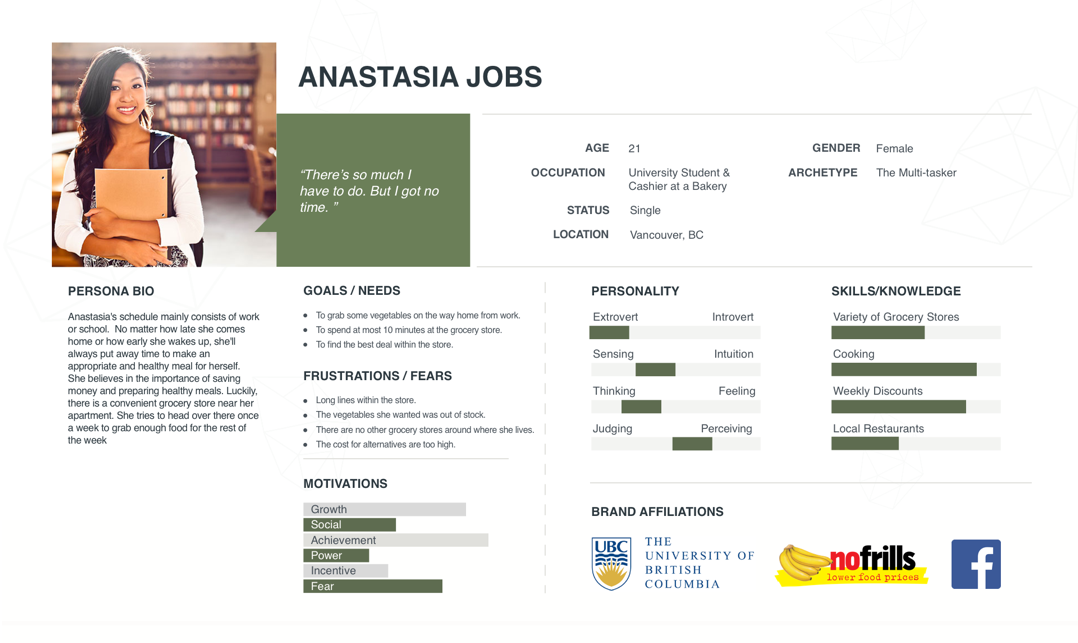 ANASTASIA JOBS
“There’s so much I
have to do. But I got no
time. ”
AGE 21
OCCUPATION University Student &
Cashier at a Bakery
STATUS Single
LOCATION Vancouver, BC
GENDER Female
ARCHETYPE The Multi-tasker
PERSONA BIO
Anastasia's schedule mainly consists of work
or school.  No matter how late she comes
home or how early she wakes up, she'll
always put away time to make an
appropriate and healthy meal for herself.
She believes in the importance of saving
money and preparing healthy meals. Luckily,
there is a convenient grocery store near her
apartment. She tries to head over there once
a week to grab enough food for the rest of
the week
GOALS / NEEDS
• To grab some vegetables on the way home from work.
• To spend at most 10 minutes at the grocery store.
• To find the best deal within the store.
FRUSTRATIONS / FEARS
• Long lines within the store.
• The vegetables she wanted was out of stock.
• There are no other grocery stores around where she lives.
• The cost for alternatives are too high.
MOTIVATIONS
Growth
Social
Achievement
Power
Incentive
Fear
PERSONALITY
Extrovert Introvert
Sensing Intuition
Thinking Feeling
Judging Perceiving
SKILLS/KNOWLEDGE
Variety of Grocery Stores
Cooking
Weekly Discounts
Local Restaurants
BRAND AFFILIATIONS
UBC
THE
UNIVERSITY OF
BRITISH
COLUMBIA
nofrills
lower food prices
f